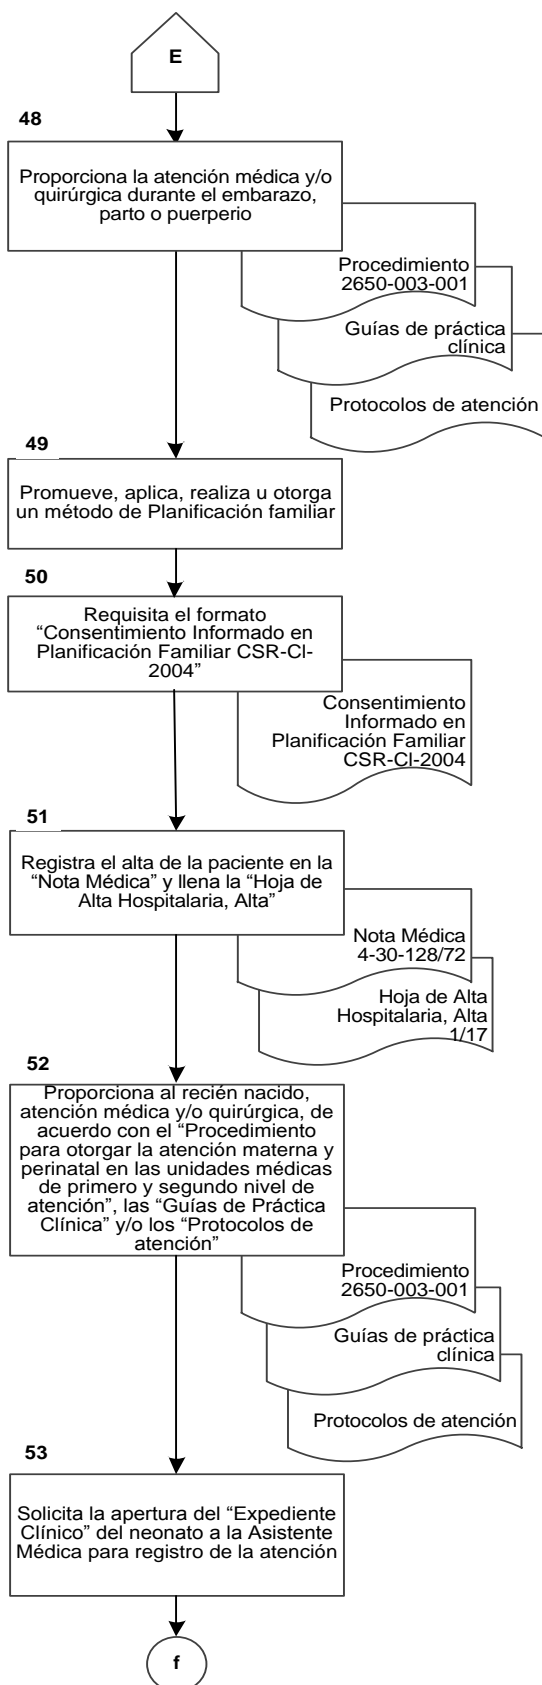 E
48
Proporciona la atención médica y/o
quirúrgica durante el embarazo,
parto o puerperio
Procedimiento
2650-003-001
Guías de práctica
clínica
Protocolos de atención
49
Promueve, aplica, realiza u otorga
un método de Planificación familiar
50
Requisita el formato
“Consentimiento Informado en
Planificación Familiar CSR-CI-
2004”
Consentimiento
Informado en
Planificación Familiar
CSR-CI-2004
51
Registra el alta de la paciente en la
“Nota Médica” y llena la “Hoja de
Alta Hospitalaria, Alta”
Nota Médica
4-30-128/72
Hoja de Alta
Hospitalaria, Alta
1/17
52
Proporciona al recién nacido,
atención médica y/o quirúrgica, de
acuerdo con el “Procedimiento
para otorgar la atención materna y
perinatal en las unidades médicas
de primero y segundo nivel de
atención”, las “Guías de Práctica
Clínica” y/o los “Protocolos de
atención”
Procedimiento
2650-003-001
Guías de práctica
clínica
Protocolos de atención
53
Solicita la apertura del “Expediente
Clínico” del neonato a la Asistente
Médica para registro de la atención
f